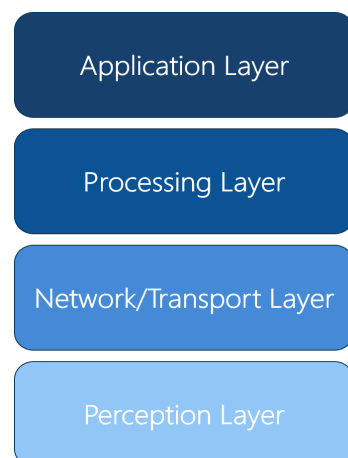 Application Layer
Processing Layer
Network/Transport Layer
Perception Layer